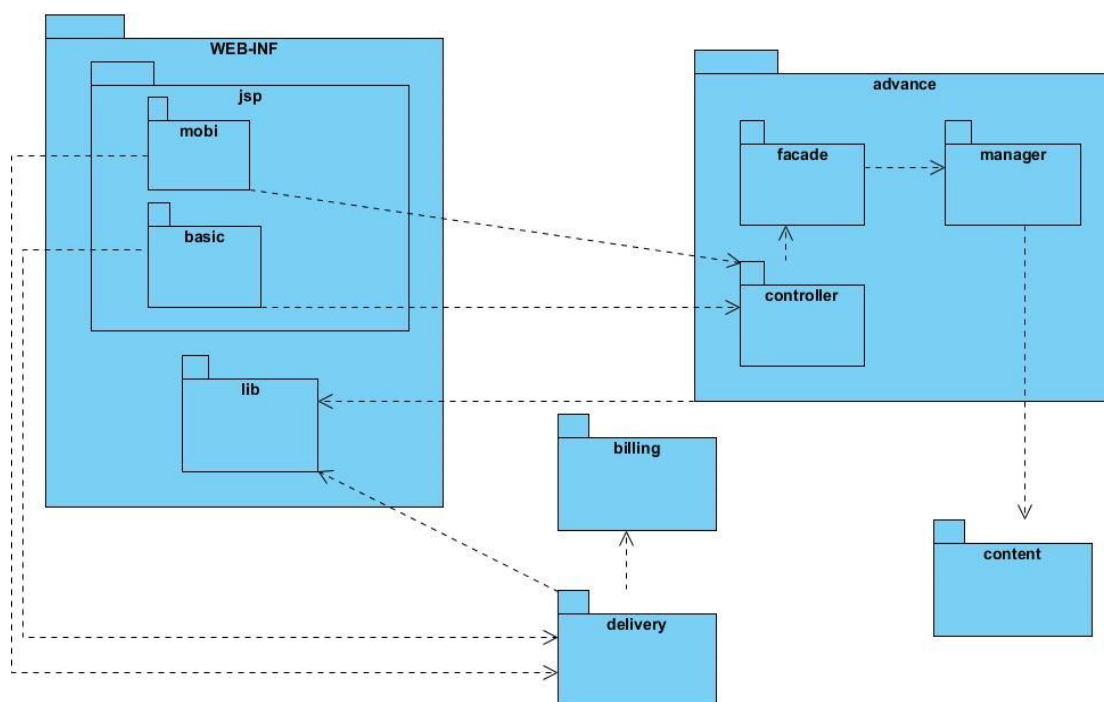 WEB-INF
jsp
mobi
basic
lib
advance
facade
manager
controller
billing
delivery
content